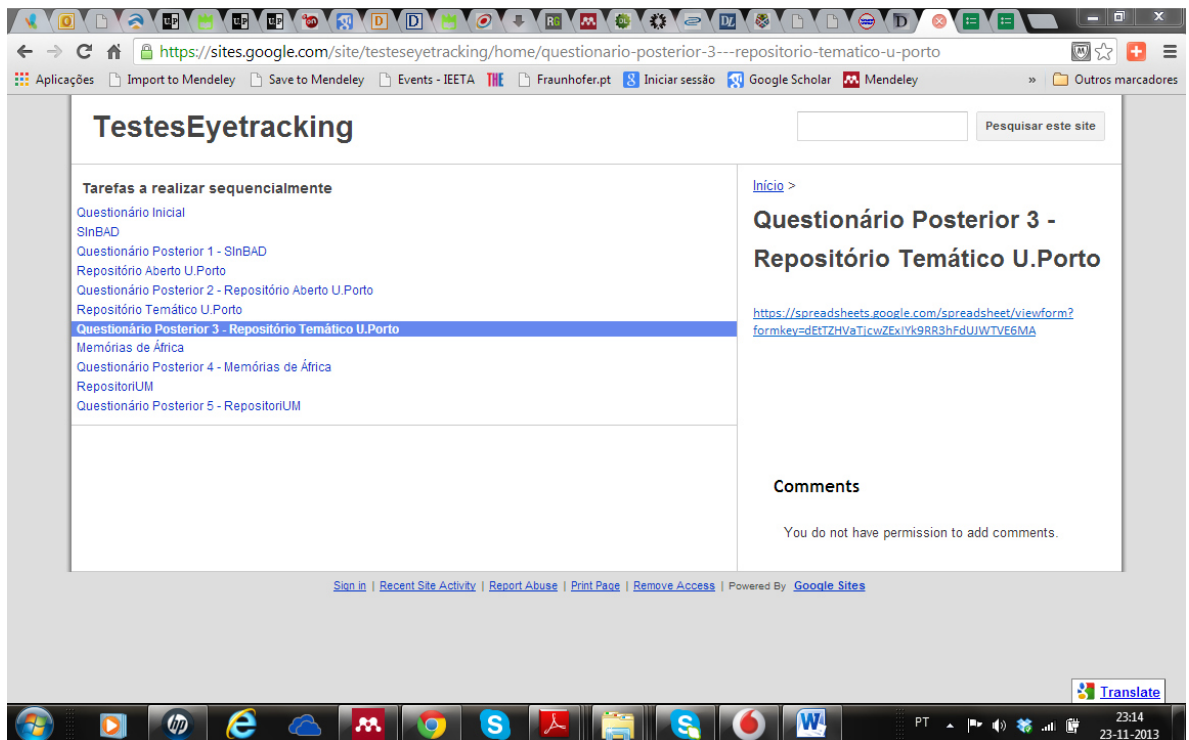 https://sites.google.com/site/testeseyetracking/home/questionario-posterior-3---repositorio-tematico-u-porto
Aplicações Import to Mendeley Save to Mendeley Events - IEETA THE Fraunhofer.pt Iniciar sessão Google Scholar Mendeley » Outros marcadores
TestesEyetracking
Pesquisar este site
Tarefas a realizar sequencialmente
Questionário Inicial
SInBAD
Questionário Posterior 1 - SInBAD
Repositório Aberto U.Porto
Questionário Posterior 2 - Repositório Aberto U.Porto
Repositório Temático U.Porto
Questionário Posterior 3 - Repositório Temático U.Porto
Memórias de África
Questionário Posterior 4 - Memórias de África
RepositoriUM
Questionário Posterior 5 - RepositoriUM
Início >
Questionário Posterior 3 -
Repositório Temático U.Porto
https://spreadsheets.google.com/spreadsheet/viewform?
Comments
You do not have permission to add comments.
Sign in | Recent Site Activity | Report Abuse | Print Page | Remove Access | Powered By Google Sites
Translate
PT
23:14
23-11-2013